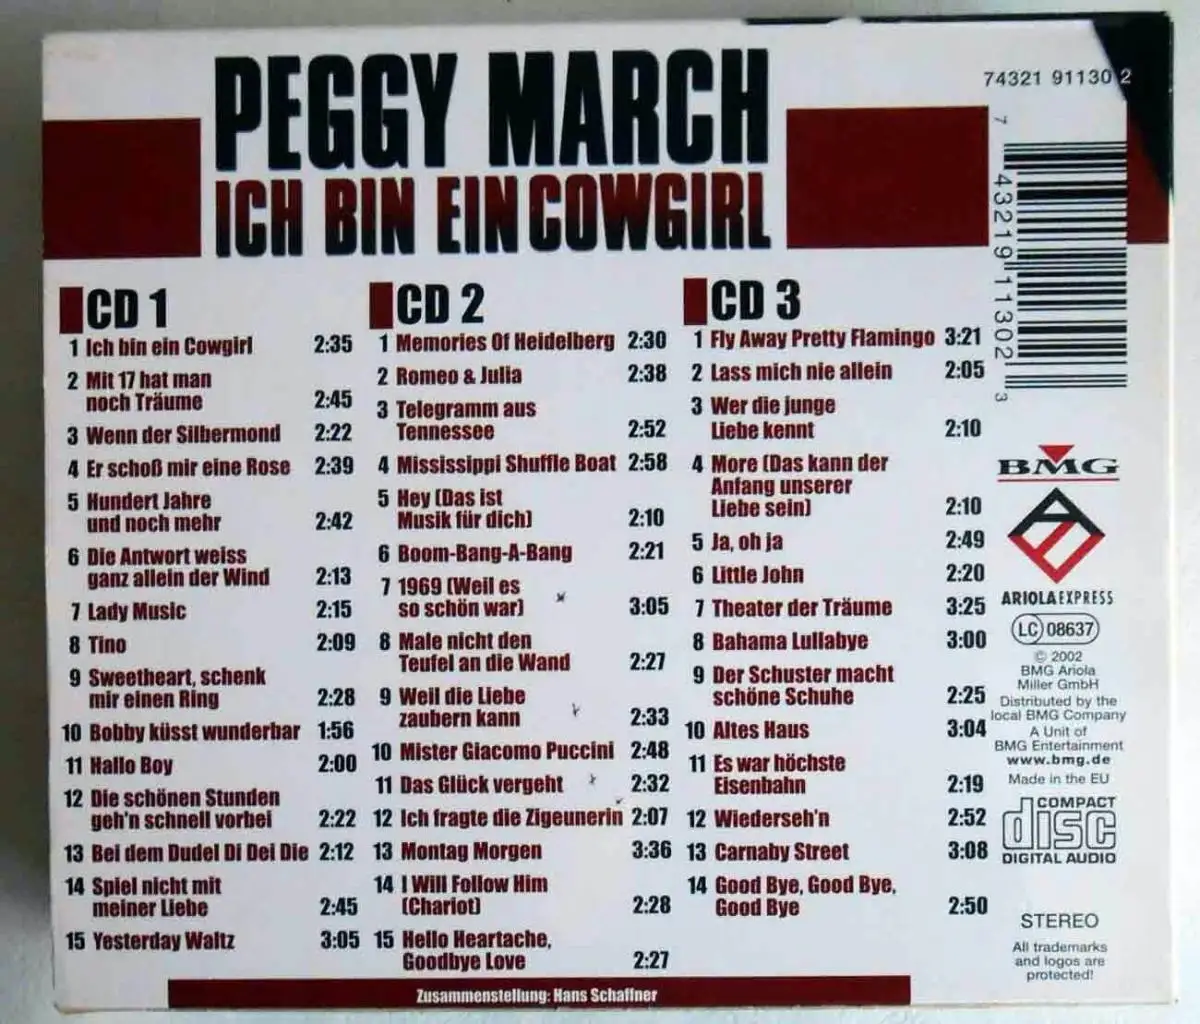 PEGGY MARCH
ICH BIN EIN COWGIRL
74321 91130 2
7 43219 11302 3
CD 1
1 Ich bin ein Cowgirl 2:35
2 Mit 17 hat man
noch Träume 2:45
3 Wenn der Silbermond 2:22
4 Er schoß mir eine Rose 2:39
5 Hundert Jahre
und noch mehr 2:42
6 Die Antwort weiss
ganz allein der Wind 2:13
7 Lady Music 2:15
8 Tino 2:09
9 Sweetheart, schenk
mir einen Ring 2:28
10 Bobby küsst wunderbar 1:56
11 Hallo Boy 2:00
12 Die schönen Stunden
geh'n schnell vorbei 2:22
13 Bei dem Dudel Di Dei Die 2:12
14 Spiel nicht mit
meiner Liebe 2:45
15 Yesterday Waltz 3:05
CD 2
1 Memories Of Heidelberg 2:30
2 Romeo & Julia 2:38
3 Telegramm aus
Tennessee 2:52
4 Mississippi Shuffle Boat 2:58
5 Hey (Das ist
Musik für dich) 2:10
6 Boom-Bang-A-Bang 2:21
7 1969 (Weil es
so schön war) 3:05
8 Male nicht den
Teufel an die Wand 2:27
9 Weil die Liebe
zaubern kann 2:33
10 Mister Giacomo Puccini 2:48
11 Das Glück vergeht 2:32
12 Ich fragte die Zigeunerin 2:07
13 Montag Morgen 3:36
14 I Will Follow Him
(Chariot) 2:28
15 Hello Heartache,
Goodbye Love 2:27
CD 3
1 Fly Away Pretty Flamingo 3:21
2 Lass mich nie allein 2:05
3 Wer die junge
Liebe kennt 2:10
4 More (Das kann der
Anfang unserer
Liebe sein) 2:10
5 Ja, oh ja 2:49
6 Little John 2:20
7 Theater der Träume 3:25
8 Bahama Lullabye 3:00
9 Der Schuster macht
schöne Schuhe 2:25
10 Altes Haus 3:04
11 Es war höchste
Eisenbahn 2:19
12 Wiederseh'n 2:52
13 Carnaby Street 3:08
14 Good Bye, Good Bye,
Good Bye 2:50
BMG
ARIOLA EXPRESS
LC 08637
© 2002
BMG Ariola
Miller GmbH
Distributed by the
local BMG Company
A Unit of
BMG Entertainment
www.bmg.de
Made in the EU
COMPACT
disc
DIGITAL AUDIO
STEREO
All trademarks
and logos are
protected!
Zusammenstellung: Hans Schaffner